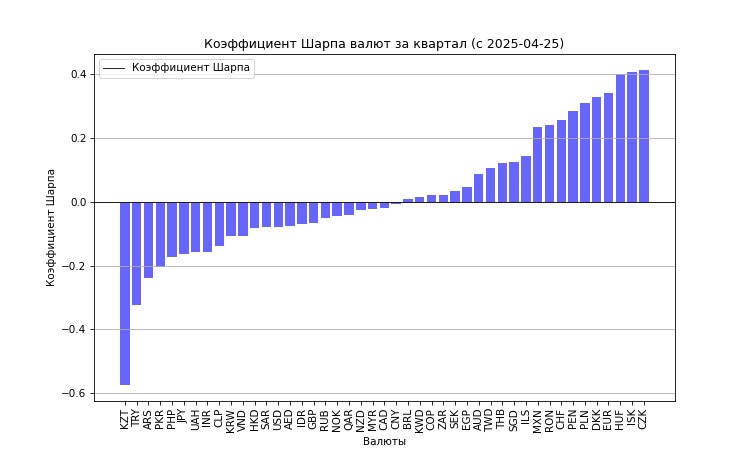 Коэффициент Шарпа валют за квартал (с 2025-04-25)
Коэффициент Шарпа
Коэффициент Шарпа
0.4
0.2
0.0
−0.2
−0.4
−0.6
KZT TRY ARS PKR PHP JPY UAH INR CLP KRW VND HKD SAR USD AED IDR GBP RUB NOK QAR NZD MYR CAD CNY BRL KWD COP ZAR SEK EGP AUD TWD THB SGD ILS MXN RON CHF PEN PLN DKK EUR HUF ISK CZK
Валюты